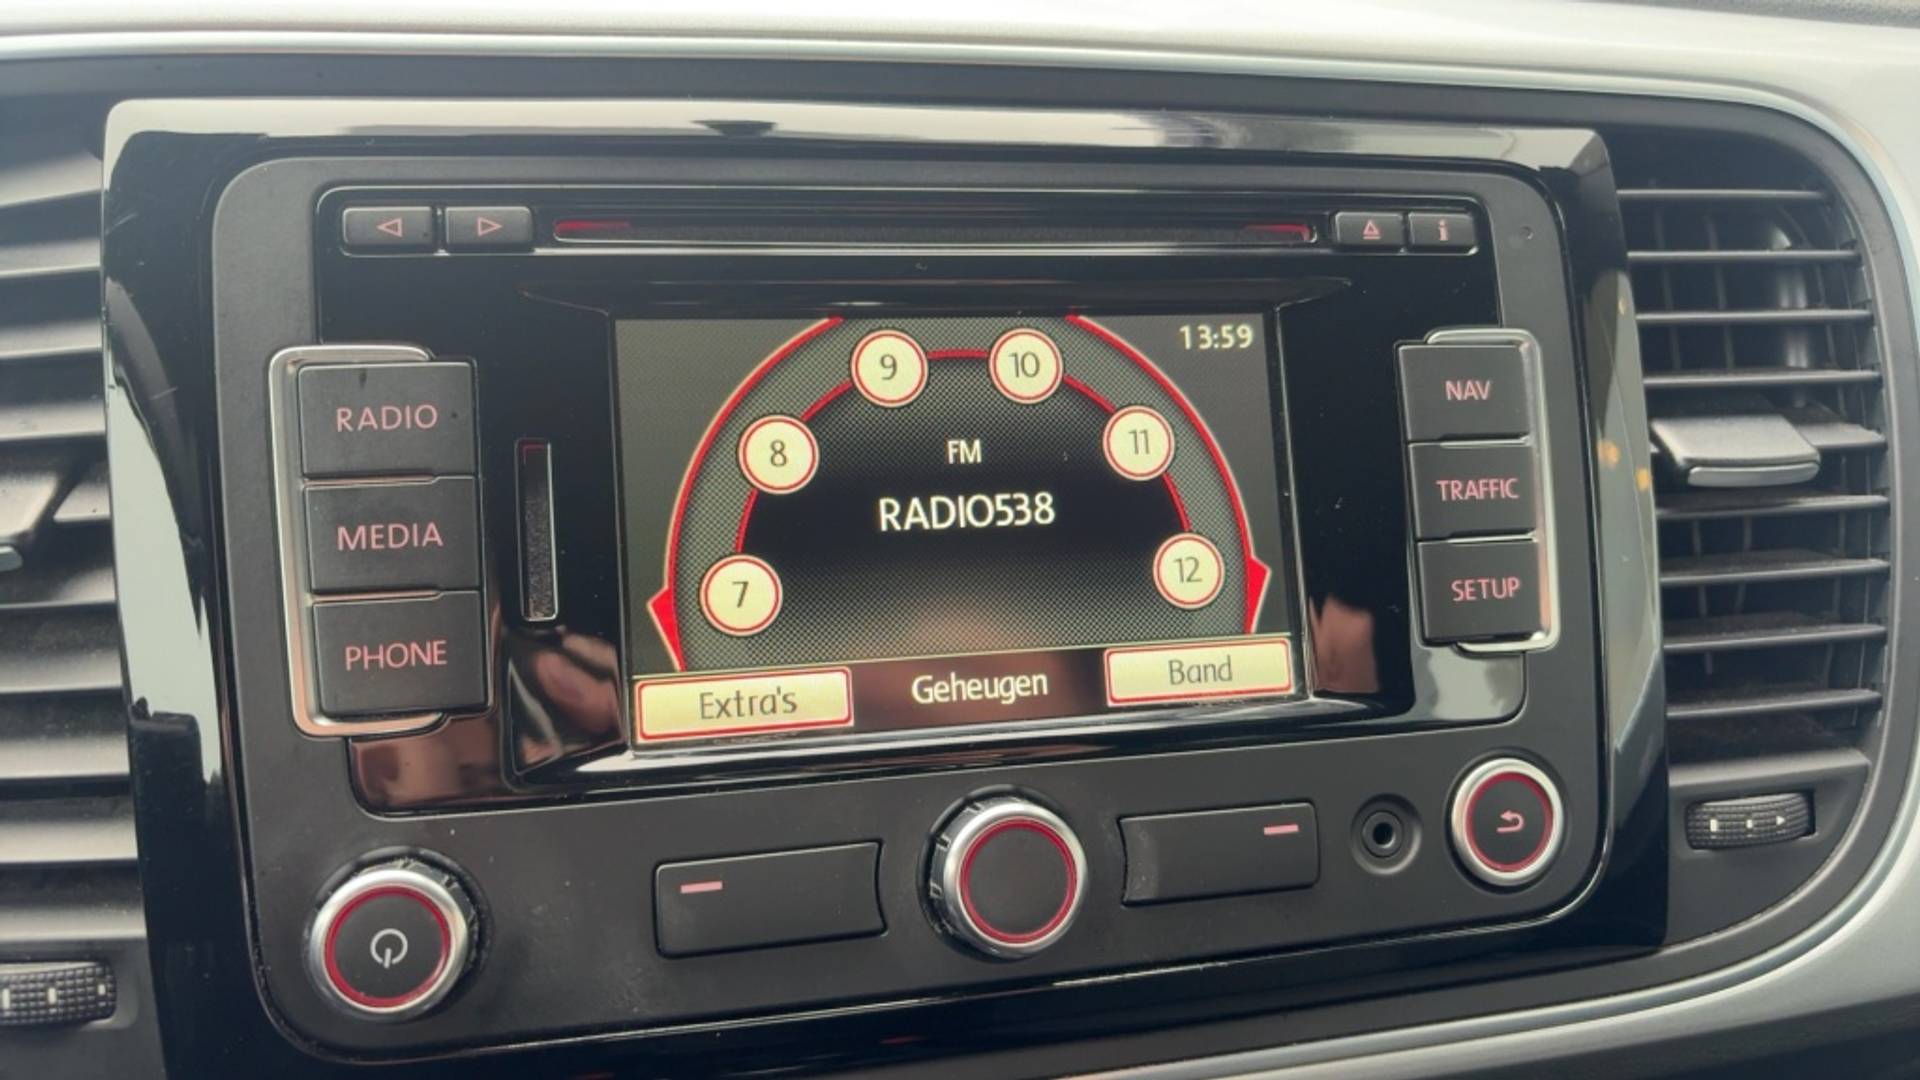 i
13:59
9
10
8
11
7
12
FM
RADIO538
Extra's
Geheugen
Band
RADIO
MEDIA
PHONE
NAV
TRAFFIC
SETUP